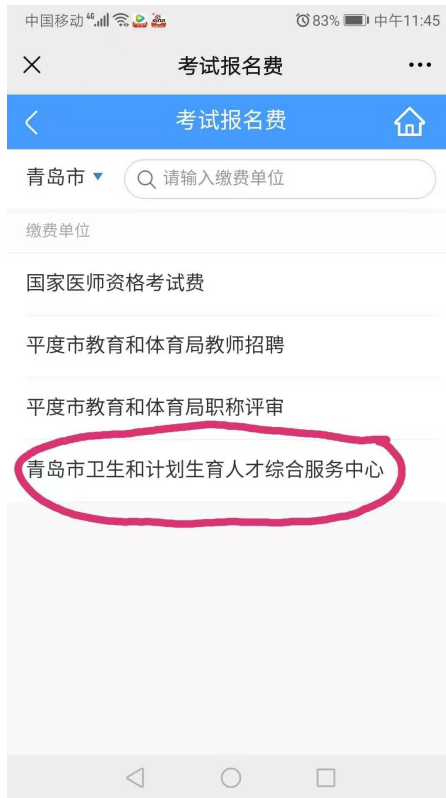 中国移动 46 83% 中午11:45
考试报名费
考试报名费
青岛市 请输入缴费单位
缴费单位
国家医师资格考试费
平度市教育和体育局教师招聘
平度市教育和体育局职称评审
青岛市卫生和计划生育人才综合服务中心